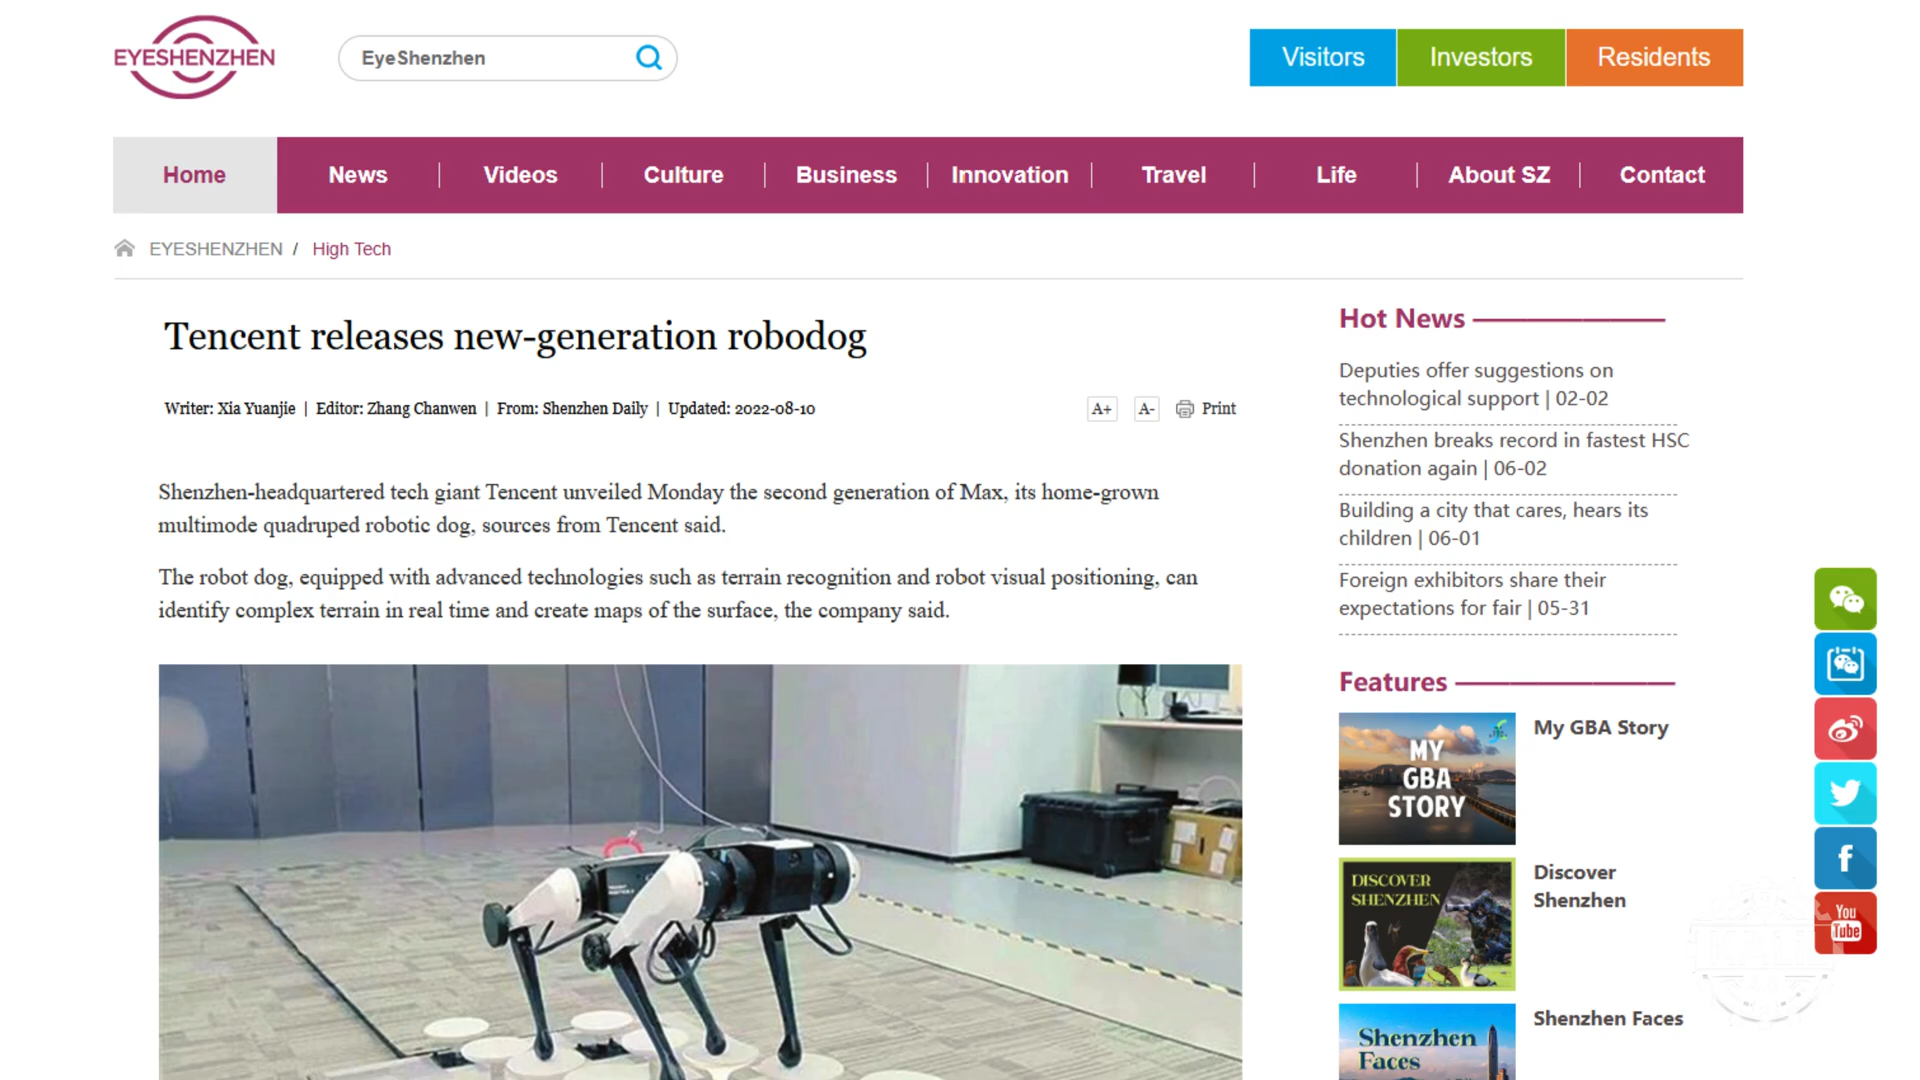 EYESHENZHEN
EyeShenzhen
Visitors
Investors
Residents
Home
News
Videos
Culture
Business
Innovation
Travel
Life
About SZ
Contact
EYESHENZHEN / High Tech
Tencent releases new-generation robodog
Writer: Xia Yuanjie | Editor: Zhang Chanwen | From: Shenzhen Daily | Updated: 2022-08-10
A+
A-
Print
Shenzhen-headquartered tech giant Tencent unveiled Monday the second generation of Max, its home-grown
multimode quadruped robotic dog, sources from Tencent said.
The robot dog, equipped with advanced technologies such as terrain recognition and robot visual positioning, can
identify complex terrain in real time and create maps of the surface, the company said.
Hot News
Deputies offer suggestions on
technological support | 02-02
Shenzhen breaks record in fastest HSC
donation again | 06-02
Building a city that cares, hears its
children | 06-01
Foreign exhibitors share their
expectations for fair | 05-31
Features
MY
GBA
STORY
My GBA Story
DISCOVER
SHENZHEN
Discover
Shenzhen
Shenzhen
Faces
Shenzhen Faces
You
Tube